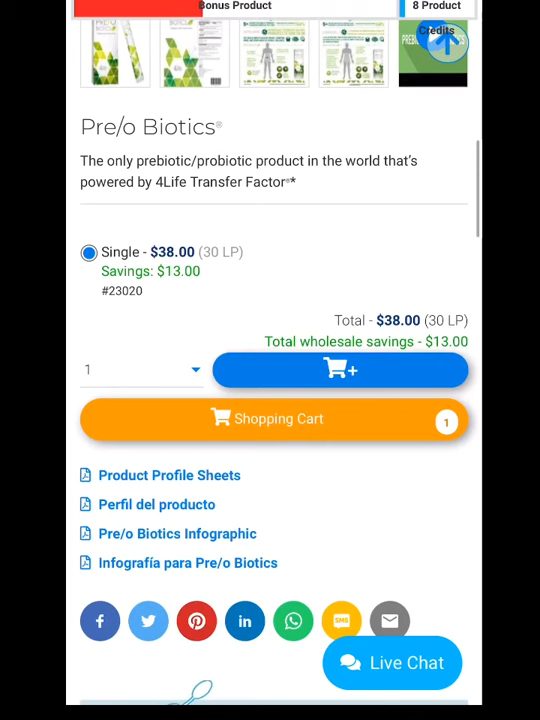 Bonus Product
8 Product
Credits
Pre/o Biotics®
The only prebiotic/probiotic product in the world that's
powered by 4Life Transfer Factor®*
Single - $38.00 (30 LP)
Savings: $13.00
#23020
Total - $38.00 (30 LP)
Total wholesale savings - $13.00
1
Shopping Cart
1
Product Profile Sheets
Perfil del producto
Pre/o Biotics Infographic
Infografía para Pre/o Biotics
SMS
Live Chat